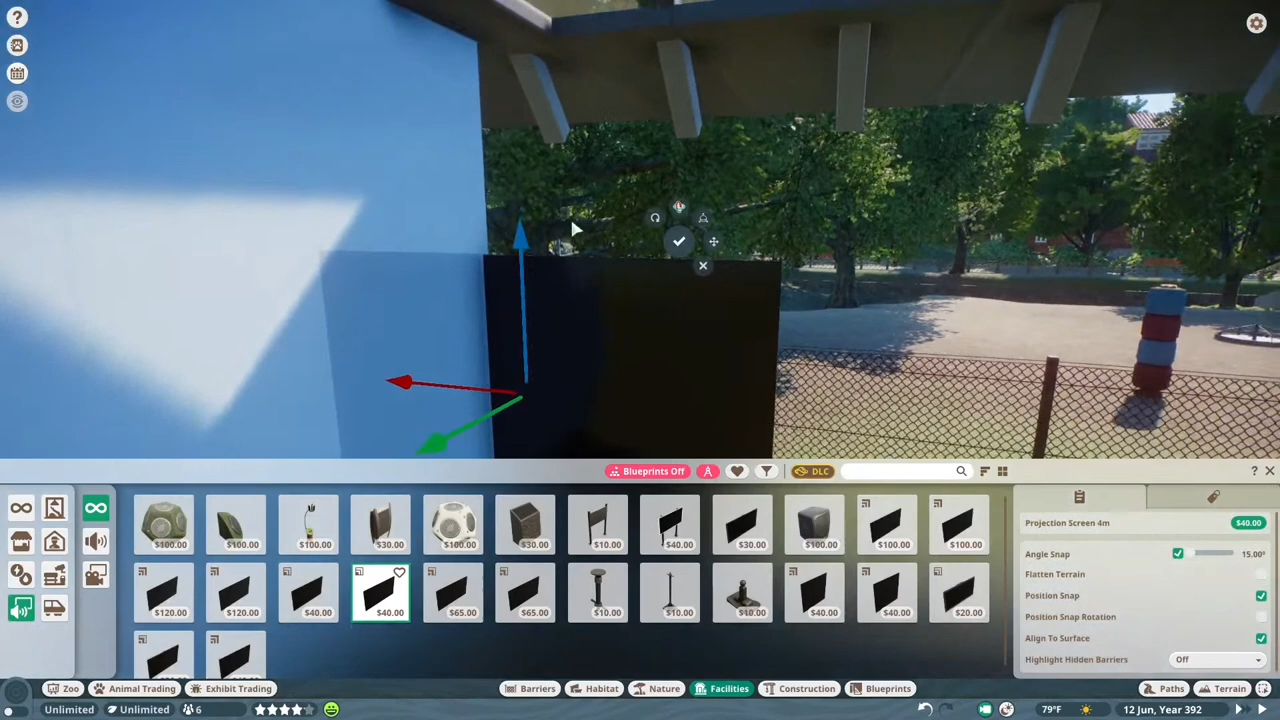 ?
Blueprints Off
DLC
?
$100.00 $100.00 $100.00 $30.00 $100.00 $30.00 $10.00 $40.00 $30.00 $100.00 $100.00 $100.00
$120.00 $120.00 $40.00 $40.00 $65.00 $65.00 $10.00 $10.00 $10.00 $40.00 $40.00 $20.00
Projection Screen 4m $40.00
Angle Snap 15.00°
Flatten Terrain
Position Snap
Position Snap Rotation
Align To Surface
Highlight Hidden Barriers Off
Zoo Animal Trading Exhibit Trading Barriers Habitat Nature Facilities Construction Blueprints Paths Terrain
Unlimited Unlimited 6 79°F 12 Jun, Year 392